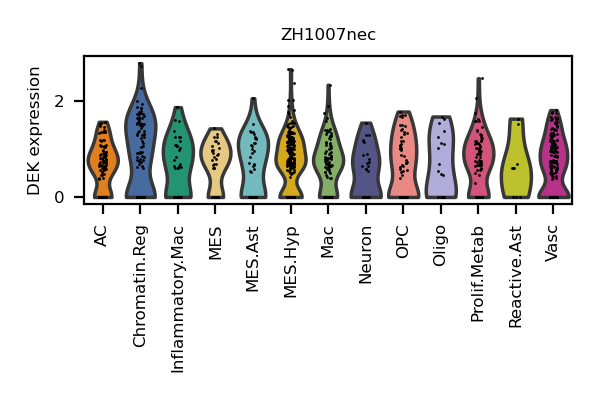 ZH1007nec
DEK expression
2
0
AC
Chromatin.Reg
Inflammatory.Mac
MES
MES.Ast
MES.Hyp
Mac
Neuron
OPC
Oligo
Prolif.Metab
Reactive.Ast
Vasc